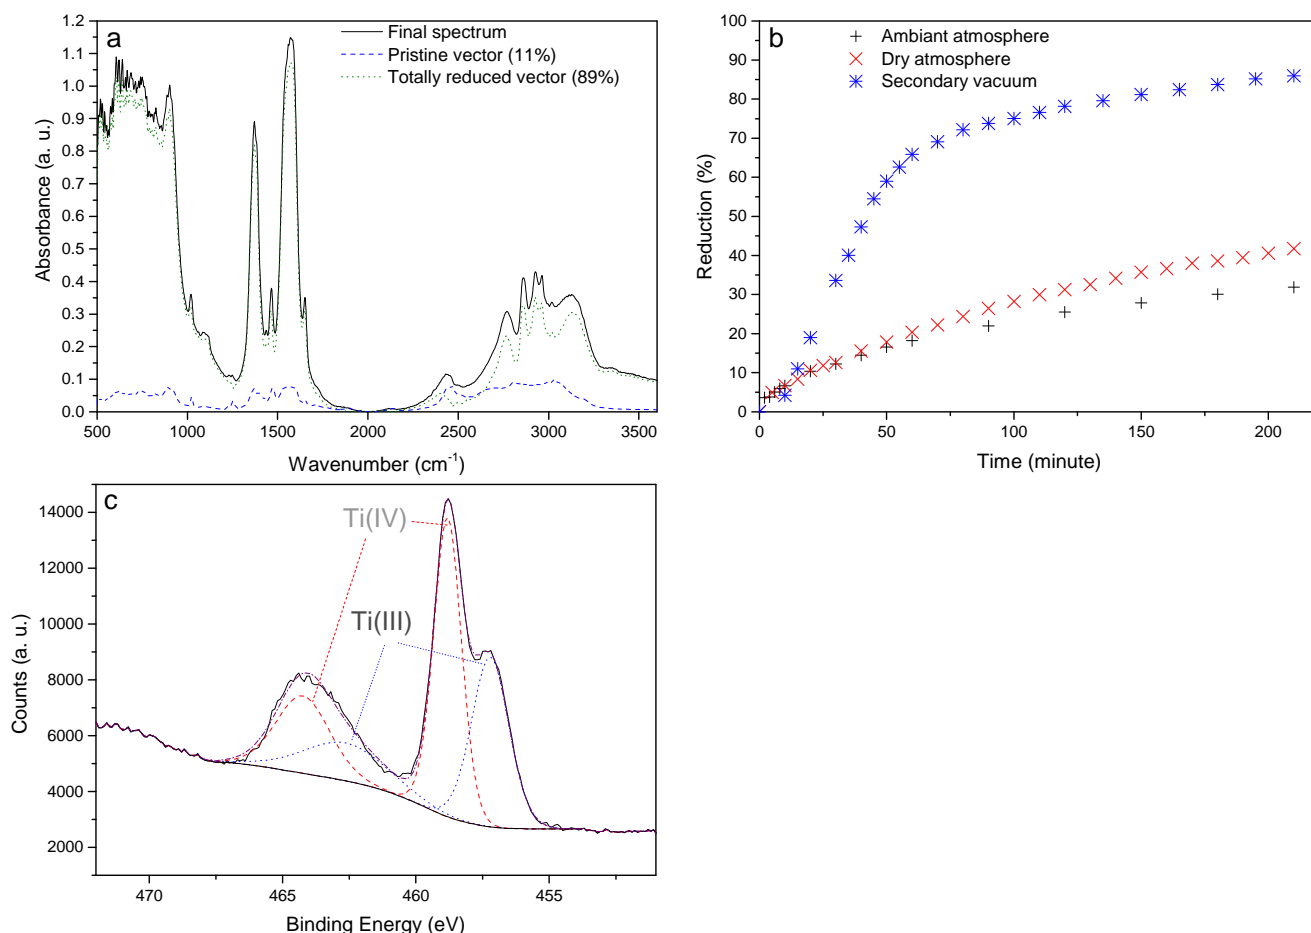 a
Final spectrum
Pristine vector (11%)
Totally reduced vector (89%)
1.2
1.1
1.0
0.9
0.8
0.7
0.6
0.5
0.4
0.3
0.2
0.1
0.0
Absorbance (a. u.)
500 1000 1500 2000 2500 3000 3500
Wavenumber (cm-1)
b
Ambiant atmosphere
Dry atmosphere
Secondary vacuum
100
90
80
70
60
50
40
30
20
10
0
Reduction (%)
0 50 100 150 200
Time (minute)
c
Ti(IV)
Ti(III)
14000
12000
10000
8000
6000
4000
2000
Counts (a. u.)
470 465 460 455
Binding Energy (eV)